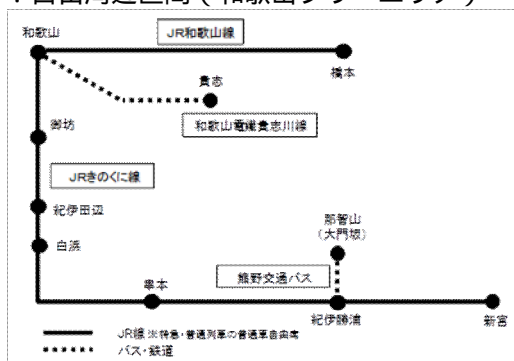 和歌山
JR和歌山線
橋本
貴志
和歌山電鐵貴志川線
御坊
JRきのくに線
紀伊田辺
白浜
那智山
(大門坂)
熊野交通バス
串本
紀伊勝浦
新宮
JR線 ※特急・普通列車の普通車自由席
バス・鉄道